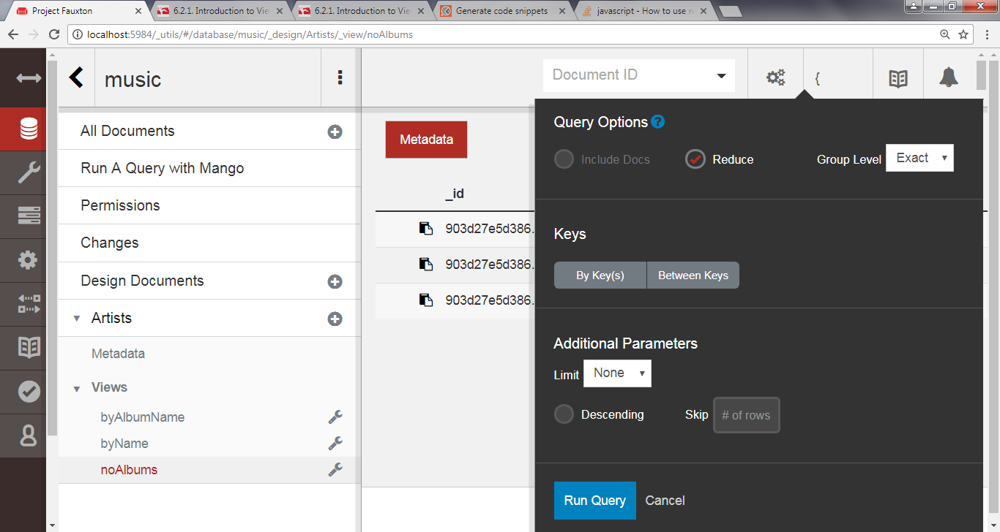 Project Fauxton
6.2.1. Introduction to Vie
6.2.1. Introduction to Vie
Generate code snippets
javascript - How to use r
localhost:5984/_utils/#/database/music/_design/Artists/_view/noAlbums
music
Document ID
{
All Documents
Run A Query with Mango
Permissions
Changes
Design Documents
Artists
Metadata
Views
byAlbumName
byName
noAlbums
Metadata
_id
903d27e5d386.
903d27e5d386.
903d27e5d386.
Query Options ?
Include Docs
Reduce
Group Level Exact
Keys
By Key(s)
Between Keys
Additional Parameters
Limit None
Descending
Skip # of rows
Run Query
Cancel